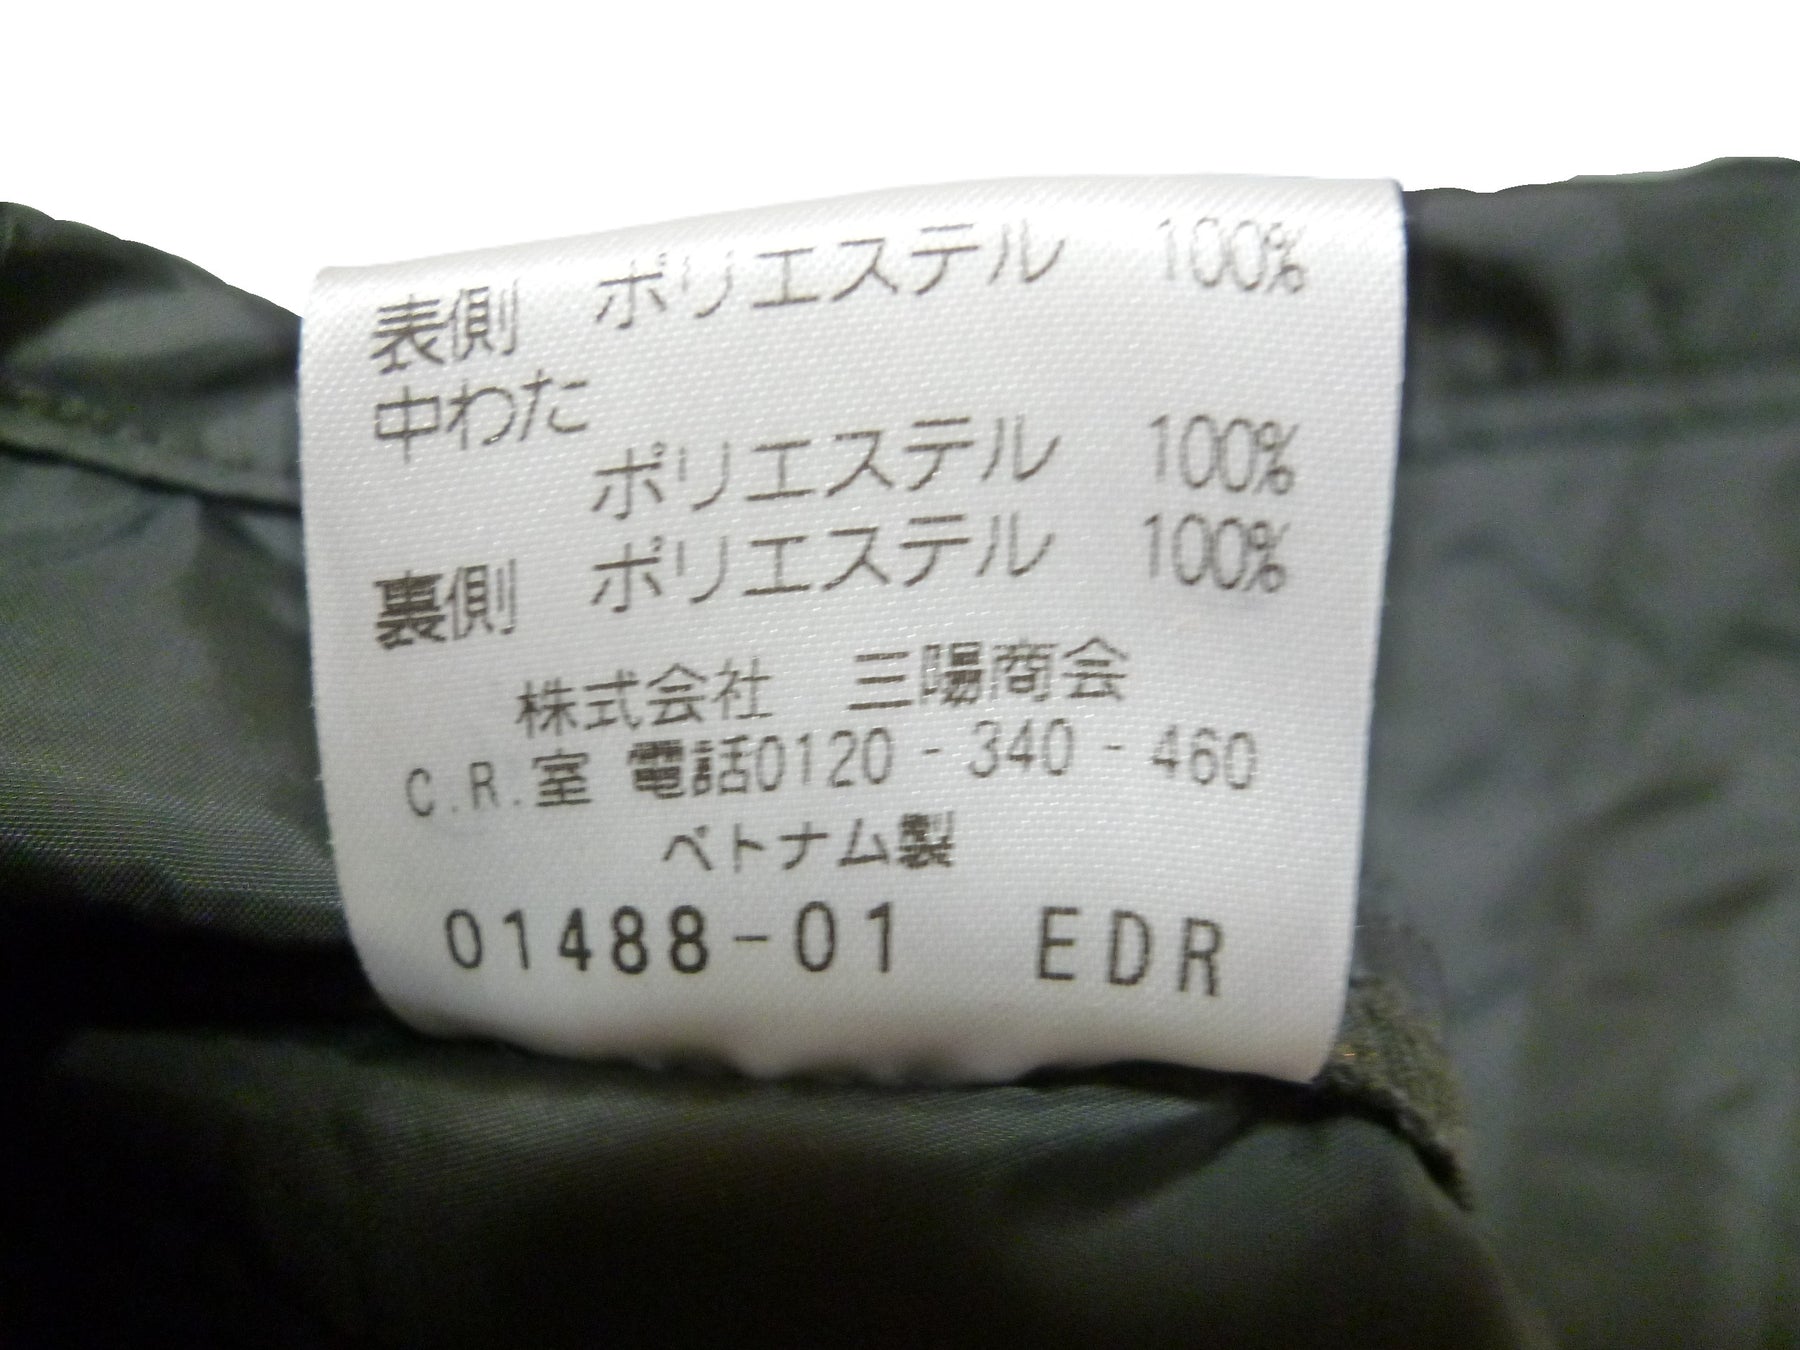 表側 ポリエステル 100%
中わた
ポリエステル 100%
裏側 ポリエステル 100%
株式会社 三陽商会
C.R.室 電話0120-340-460
ベトナム製
01488-01 EDR